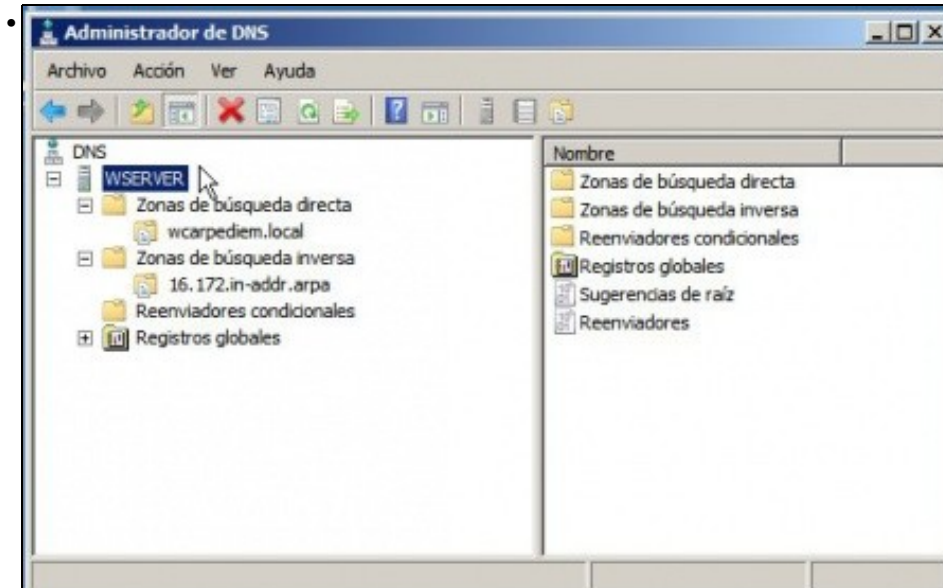 Administrador de DNS
Archivo Acción Ver Ayuda
DNS
WSERVER
Zonas de búsqueda directa
wcarpediem.local
Zonas de búsqueda inversa
16.172.in-addr.arpa
Reenviadores condicionales
Registros globales
Nombre
Zonas de búsqueda directa
Zonas de búsqueda inversa
Reenviadores condicionales
Registros globales
Sugerencias de raíz
Reenviadores